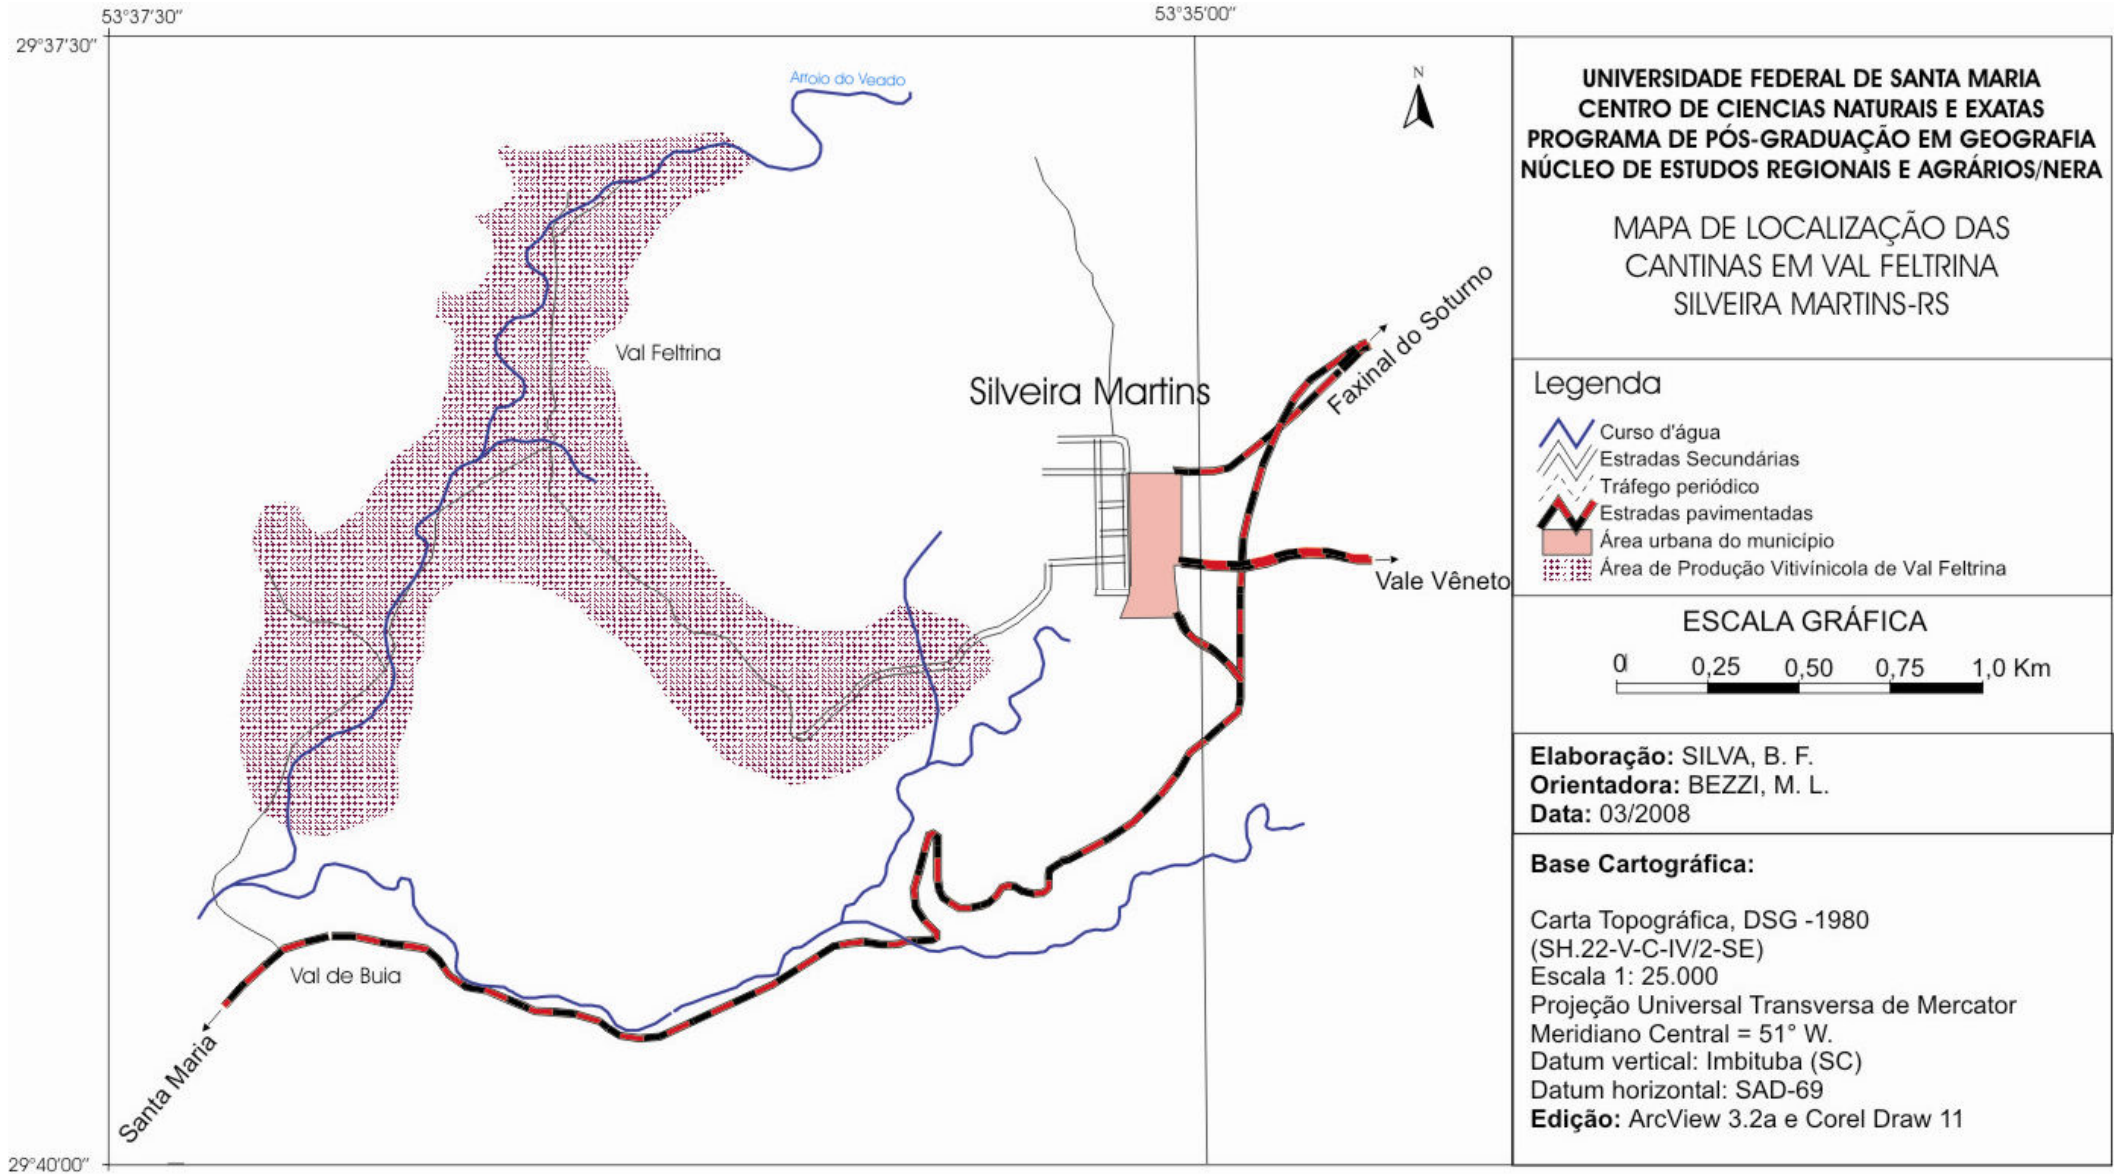 53°37'30"
53°35'00"
29°37'30"
Arroio do Veado
N
Val Feltrina
Silveira Martins
Faxinal do Soturno
Vale Vêneto
Val de Buia
Santa Maria
29°40'00"
UNIVERSIDADE FEDERAL DE SANTA MARIA
CENTRO DE CIENCIAS NATURAIS E EXATAS
PROGRAMA DE PÓS-GRADUAÇÃO EM GEOGRAFIA
NÚCLEO DE ESTUDOS REGIONAIS E AGRÁRIOS/NERA
MAPA DE LOCALIZAÇÃO DAS
CANTINAS EM VAL FELTRINA
SILVEIRA MARTINS-RS
Legenda
Curso d'água
Estradas Secundárias
Tráfego periódico
Estradas pavimentadas
Área urbana do município
Área de Produção Vitivínicola de Val Feltrina
ESCALA GRÁFICA
0 0,25 0,50 0,75 1,0 Km
Elaboração: SILVA, B. F.
Orientadora: BEZZI, M. L.
Data: 03/2008
Base Cartográfica:
Carta Topográfica, DSG -1980
(SH.22-V-C-IV/2-SE)
Escala 1: 25.000
Projeção Universal Transversa de Mercator
Meridiano Central = 51° W.
Datum vertical: Imbituba (SC)
Datum horizontal: SAD-69
Edição: ArcView 3.2a e Corel Draw 11